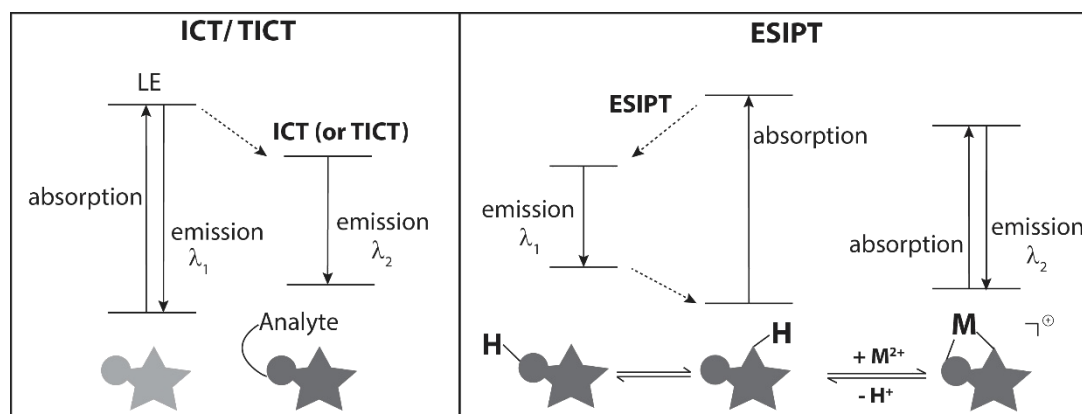 ICT/ TICT
LE
ICT (or TICT)
absorption
emission
λ₁
emission
λ₂
Analyte
ESIPT
ESIPT
absorption
emission
λ₁
absorption
emission
λ₂
H
H
+ M²⁺
- H⁺
M
⌝⊕